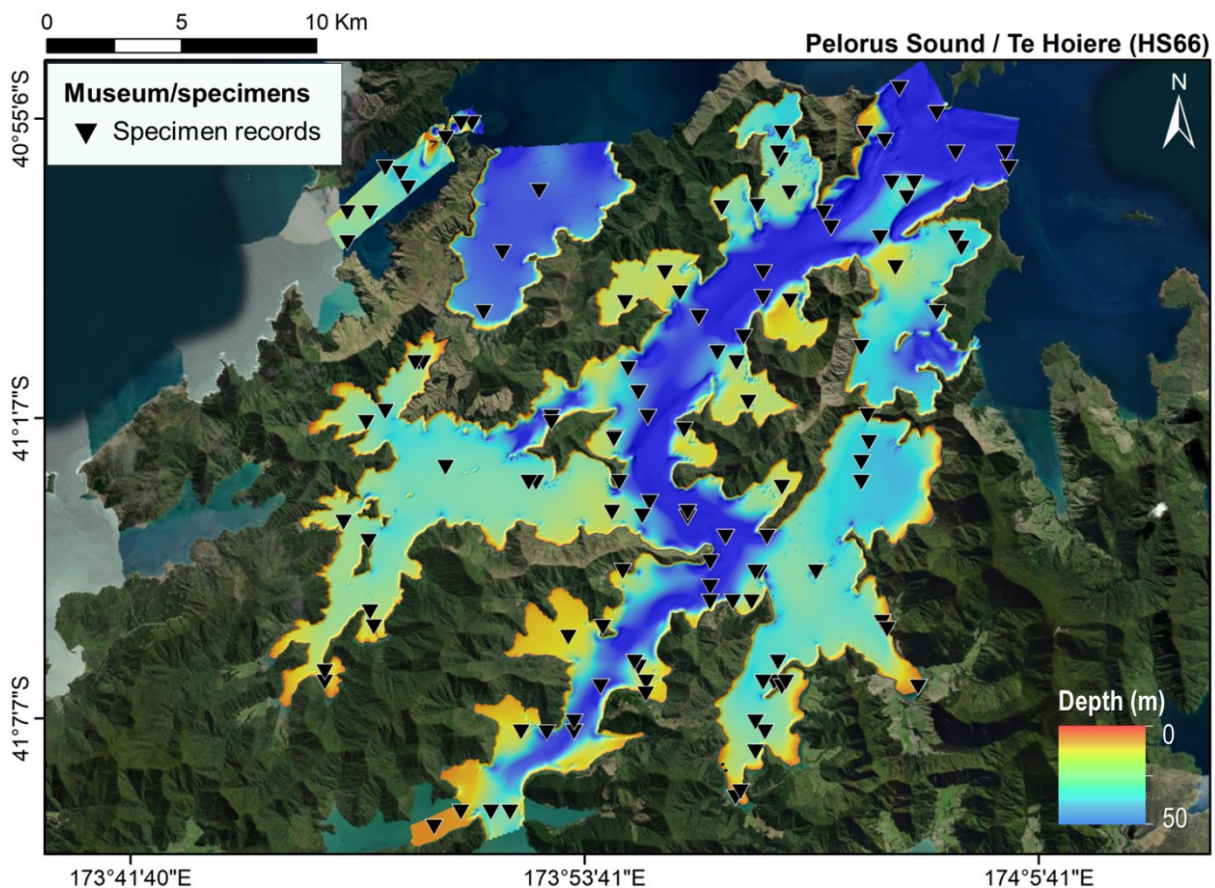 0 5 10 Km
Pelorus Sound / Te Hoiere (HS66)
Museum/specimens
Specimen records
N
40°55'6"S
41°1'7"S
41°7'7"S
Depth (m)
0
50
173°41'40"E 173°53'41"E 174°5'41"E